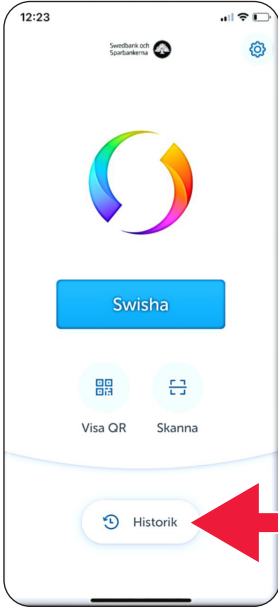 12:23
Swedbank och
Sparbankerna
Swisha
Visa QR
Skanna
Historik